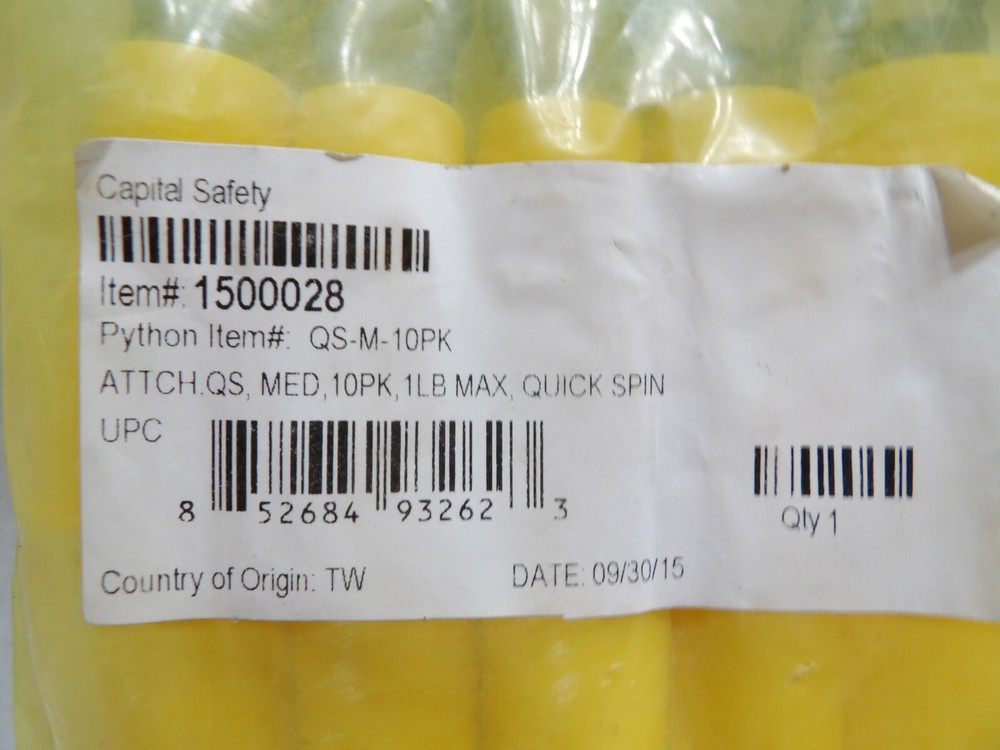 Capital Safety
Item#: 1500028
Python Item#: QS-M-10PK
ATTCH.QS, MED,10PK,1LB MAX, QUICK SPIN
UPC
8 52684 93262 3
Qty 1
Country of Origin: TW
DATE: 09/30/15